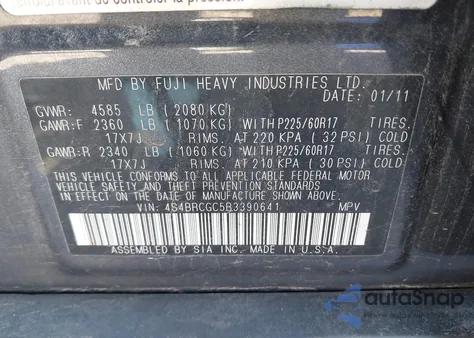 MFD BY FUJI HEAVY INDUSTRIES LTD.
DATE: 01/11
GVWR: 4585 LB (2080 KG)
GAWR:F 2360 LB (1070 KG) WITH P225/60R17 TIRES.
17X7J RIMS. AT 220 KPA ( 32 PSI) COLD
GAWR:R 2340 LB (1060 KG) WITH P225/60R17 TIRES.
17X7J RIMS. AT 210 KPA ( 30 PSI) COLD
THIS VEHICLE CONFORMS TO ALL APPLICABLE FEDERAL MOTOR
VEHICLE SAFETY BUMPER AND THEFT PREVENTION STANDARDS
IN EFFECT ON THE DATE OF MANUFACTURE SHOWN ABOVE.
VIN: 4S4BRCGC5B3390641 MPV
ASSEMBLED BY SIA INC. MADE IN U.S.A.
autoSnap